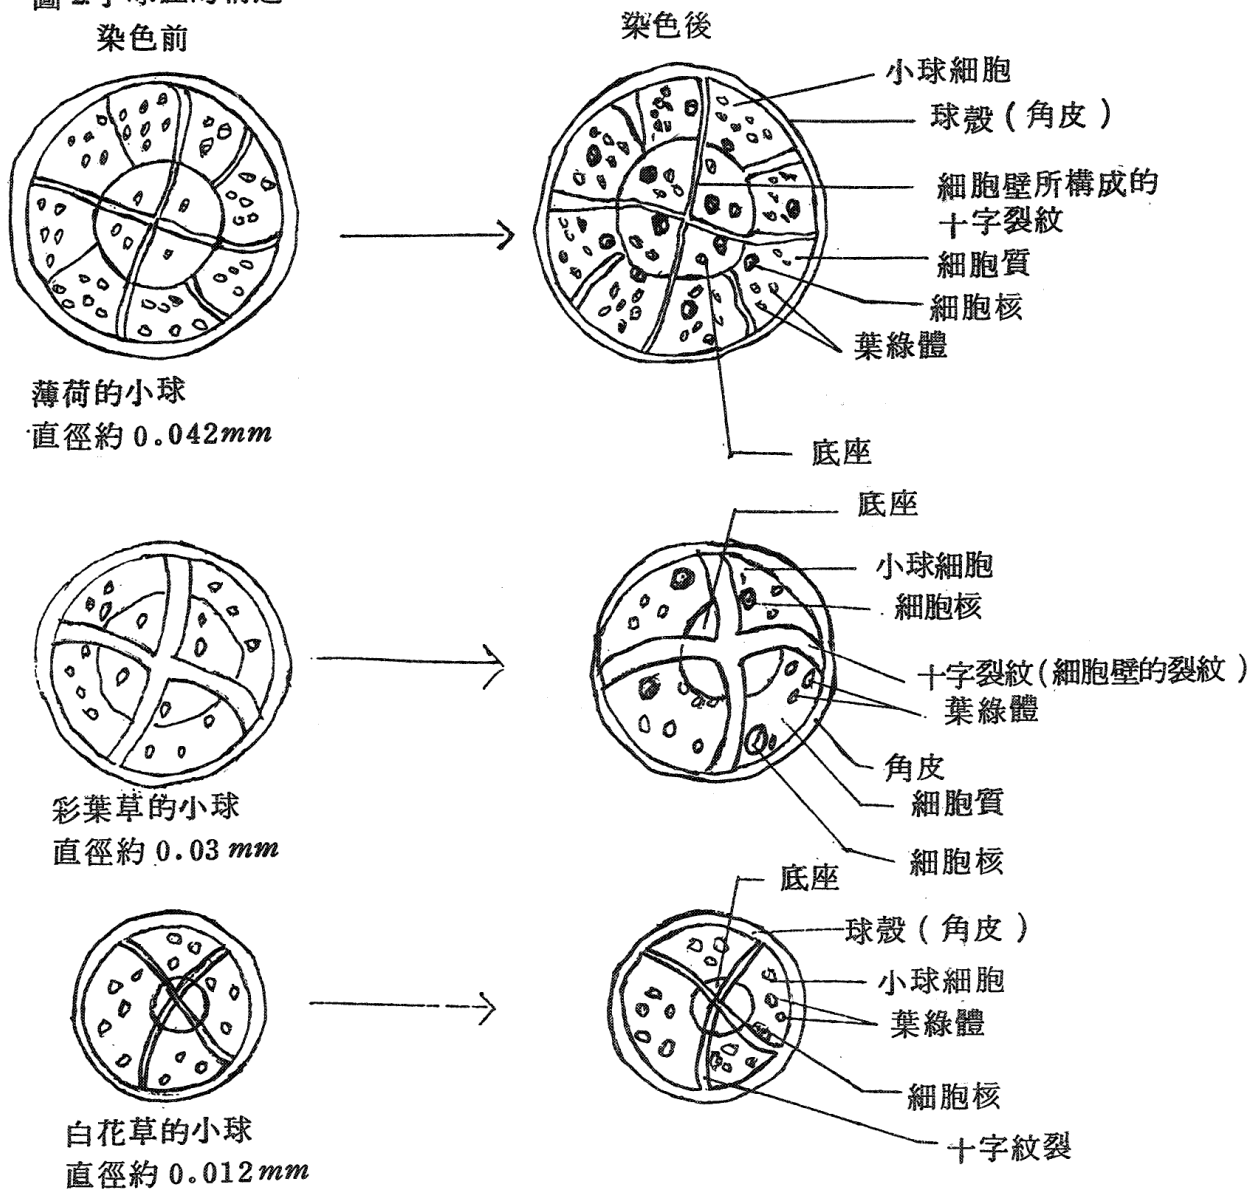 染色前
染色後
小球細胞
球殼(角皮)
細胞壁所構成的
十字裂紋
細胞質
細胞核
葉綠體
底座
薄荷的小球
直徑約 0.042mm
底座
小球細胞
細胞核
十字裂紋(細胞壁的裂紋)
葉綠體
角皮
細胞質
細胞核
彩葉草的小球
直徑約 0.03 mm
底座
球殼(角皮)
小球細胞
葉綠體
細胞核
十字紋裂
白花草的小球
直徑約 0.012mm